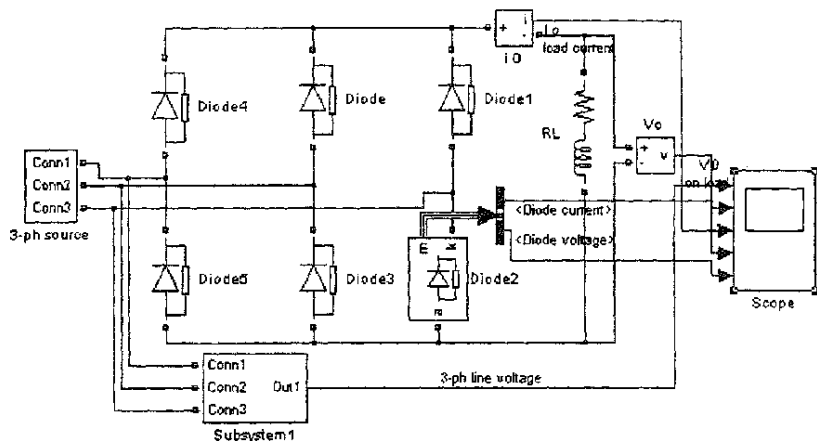 +
i
-
i0
Io
load current
Diode4
Diode
Diode1
RL
Vo
+
-
v
V0
on load
Conn1
Conn2
Conn3
3-ph source
<Diode current>
<Diode voltage>
Diode5
Diode3
Diode2
Scope
Conn1
Conn2
Conn3
Out1
3-ph line voltage
Subsystem1